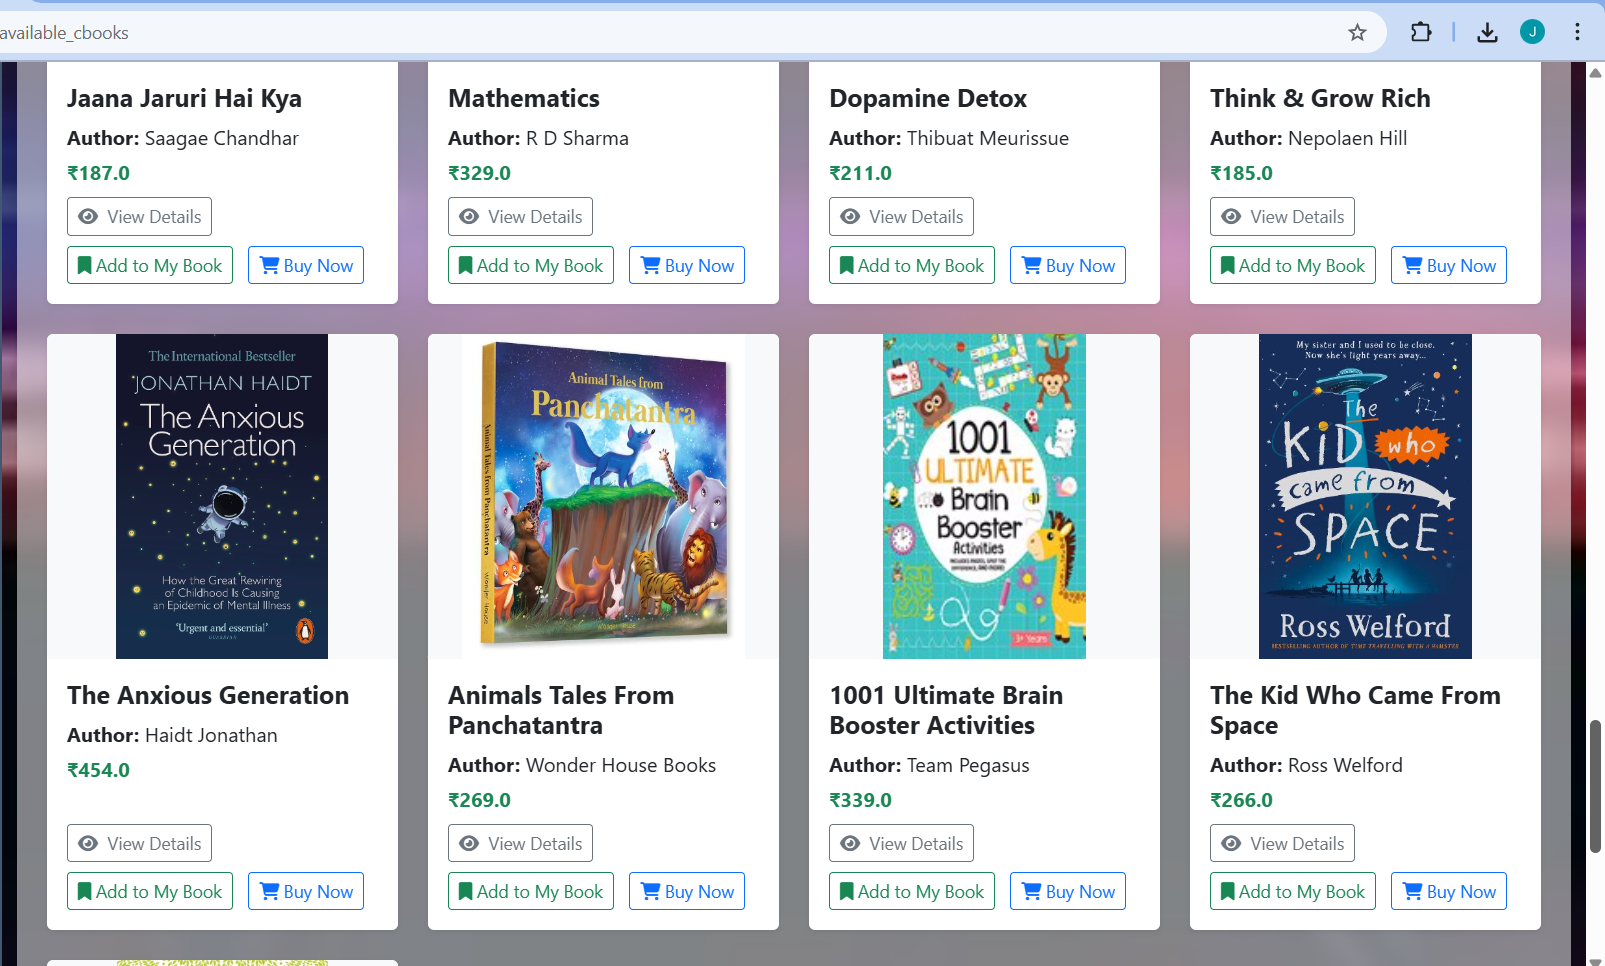 available_cbooks
J
Jaana Jaruri Hai Kya
Author: Saagae Chandhar
₹187.0
View Details
Add to My Book
Buy Now
Mathematics
Author: R D Sharma
₹329.0
View Details
Add to My Book
Buy Now
Dopamine Detox
Author: Thibuat Meurissue
₹211.0
View Details
Add to My Book
Buy Now
Think & Grow Rich
Author: Nepolaen Hill
₹185.0
View Details
Add to My Book
Buy Now
The International Bestseller
JONATHAN HAIDT
The Anxious
Generation
How the Great Rewiring
of Childhood Is Causing
an Epidemic of Mental Illness
'Urgent and essential'
The Anxious Generation
Author: Haidt Jonathan
₹454.0
View Details
Add to My Book
Buy Now
Animal Tales from
Panchatantra
Animal Tales from Panchatantra
Wonder House
Animals Tales From
Panchatantra
Author: Wonder House Books
₹269.0
View Details
Add to My Book
Buy Now
1001
ULTIMATE
Brain
Booster
Activities
3+ Years
1001 Ultimate Brain
Booster Activities
Author: Team Pegasus
₹339.0
View Details
Add to My Book
Buy Now
My sister and I used to be close.
Now she's light years away...
The
KID who
came from
SPACE
Ross Welford
BESTSELLING AUTHOR OF TIME TRAVELLING WITH A HAMSTER
The Kid Who Came From
Space
Author: Ross Welford
₹266.0
View Details
Add to My Book
Buy Now